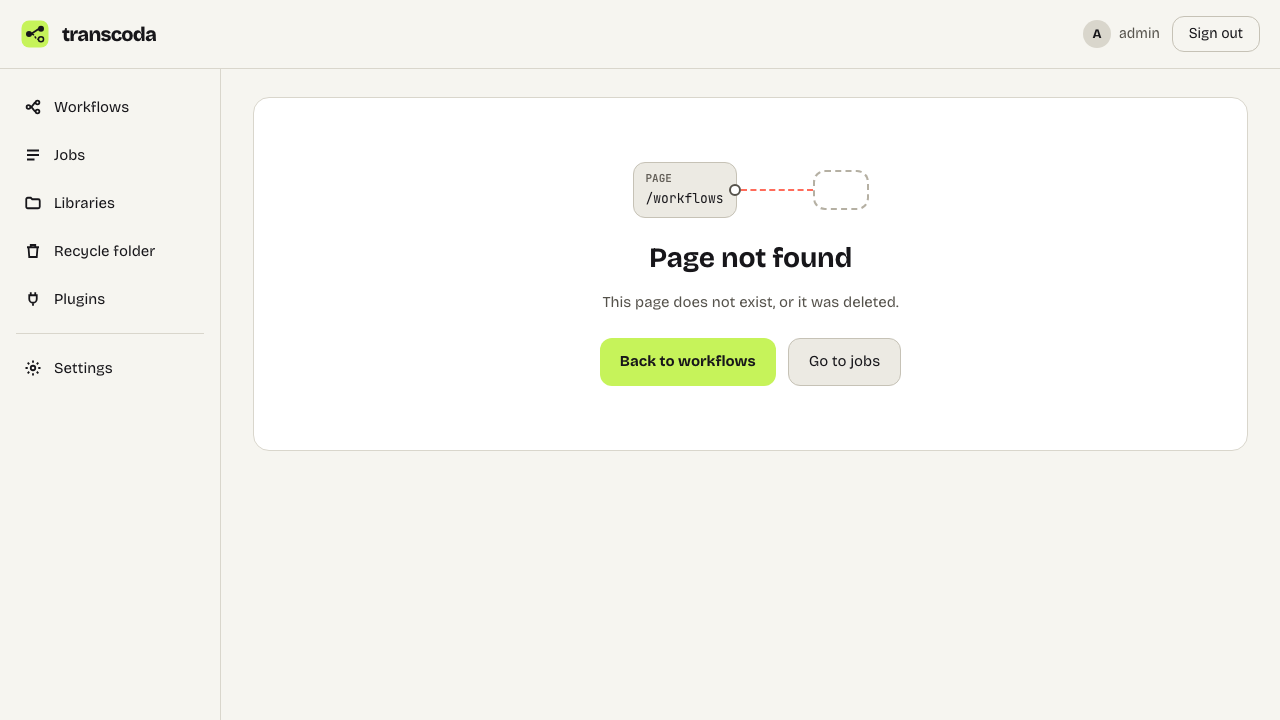 transcoda
A admin Sign out
Workflows
Jobs
Libraries
Recycle folder
Plugins
Settings
PAGE
/workflows
Page not found
This page does not exist, or it was deleted.
Back to workflows Go to jobs